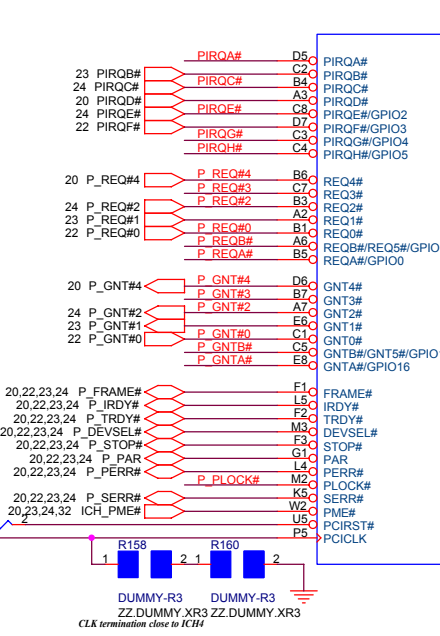 PIRQA# D5 PIRQA#
23 PIRQB# C2 PIRQB#
24 PIRQC# PIRQC# B4 PIRQC#
20 PIRQD# A3 PIRQD#
24 PIRQE# PIRQE# C8 PIRQE#/GPIO2
22 PIRQF# D7 PIRQF#/GPIO3
PIRQG# C3 PIRQG#/GPIO4
PIRQH# C4 PIRQH#/GPIO5
20 P_REQ#4 P_REQ#4 B6 REQ4#
P_REQ#3 C7 REQ3#
24 P_REQ#2 P_REQ#2 B3 REQ2#
23 P_REQ#1 A2 REQ1#
22 P_REQ#0 P_REQ#0 B1 REQ0#
P_REQB# A6 REQB#/REQ5#/GPIO
P_REQA# B5 REQA#/GPIO0
20 P_GNT#4 P_GNT#4 D6 GNT4#
P_GNT#3 B7 GNT3#
24 P_GNT#2 P_GNT#2 A7 GNT2#
23 P_GNT#1 E6 GNT1#
22 P_GNT#0 P_GNT#0 C1 GNT0#
P_GNTB# C5 GNTB#/GNT5#/GPIO1
P_GNTA# E8 GNTA#/GPIO16
20,22,23,24 P_FRAME# F1 FRAME#
20,22,23,24 P_IRDY# L5 IRDY#
20,22,23,24 P_TRDY# F2 TRDY#
20,22,23,24 P_DEVSEL# M3 DEVSEL#
20,22,23,24 P_STOP# F3 STOP#
20,22,23,24 P_PAR G1 PAR
20,22,23,24 P_PERR# L4 PERR#
P_PLOCK# M2 PLOCK#
20,22,23,24 P_SERR# K5 SERR#
20,23,24,32 ICH_PME# W2 PME#
2 U5 PCIRST#
P5 PCICLK
R158 R160
1 2 1 2
DUMMY-R3 DUMMY-R3
ZZ.DUMMY.XR3 ZZ.DUMMY.XR3
CLK termination close to ICH4